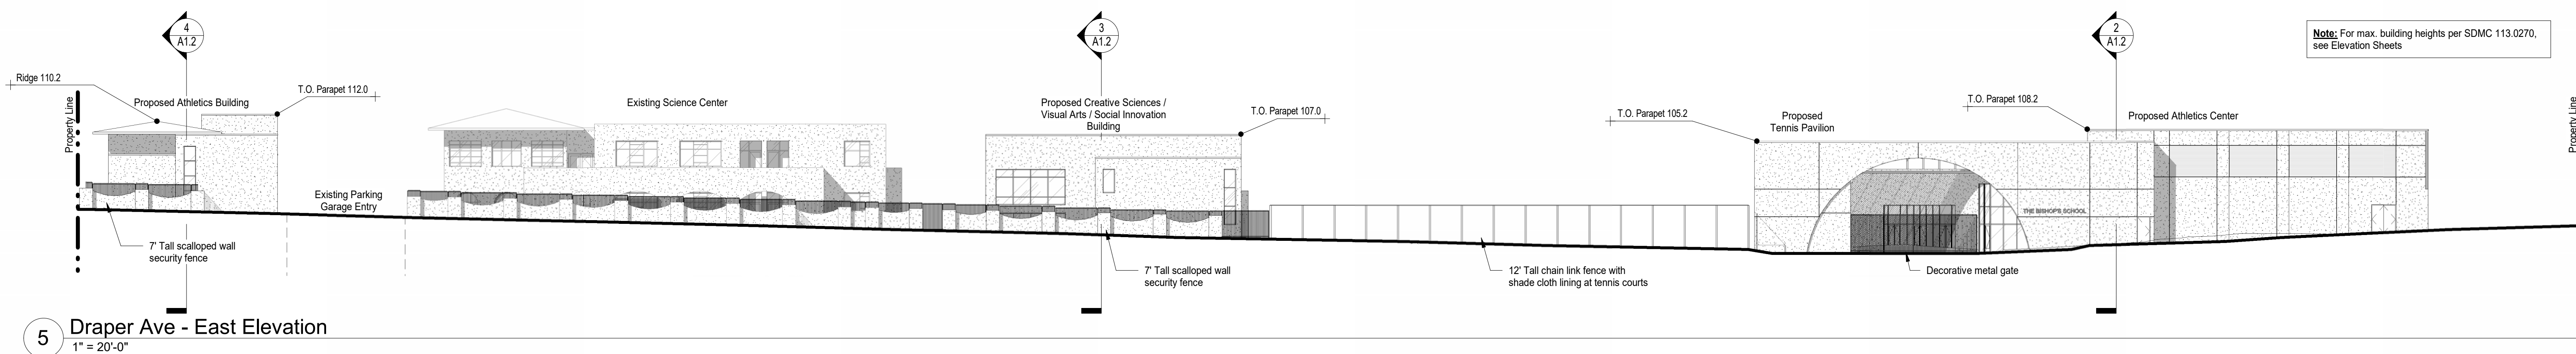 4
A1.2
3
A1.2
2
A1.2
Note: For max. building heights per SDMC 113.0270,
see Elevation Sheets
Ridge 110.2
Property Line
Proposed Athletics Building
T.O. Parapet 112.0
Existing Science Center
Proposed Creative Sciences /
Visual Arts / Social Innovation
Building
T.O. Parapet 107.0
T.O. Parapet 105.2
Proposed
Tennis Pavilion
T.O. Parapet 108.2
Proposed Athletics Center
Property Line
Existing Parking
Garage Entry
THE BISHOP'S SCHOOL
7' Tall scalloped wall
security fence
7' Tall scalloped wall
security fence
12' Tall chain link fence with
shade cloth lining at tennis courts
Decorative metal gate
5
Draper Ave - East Elevation
1" = 20'-0"